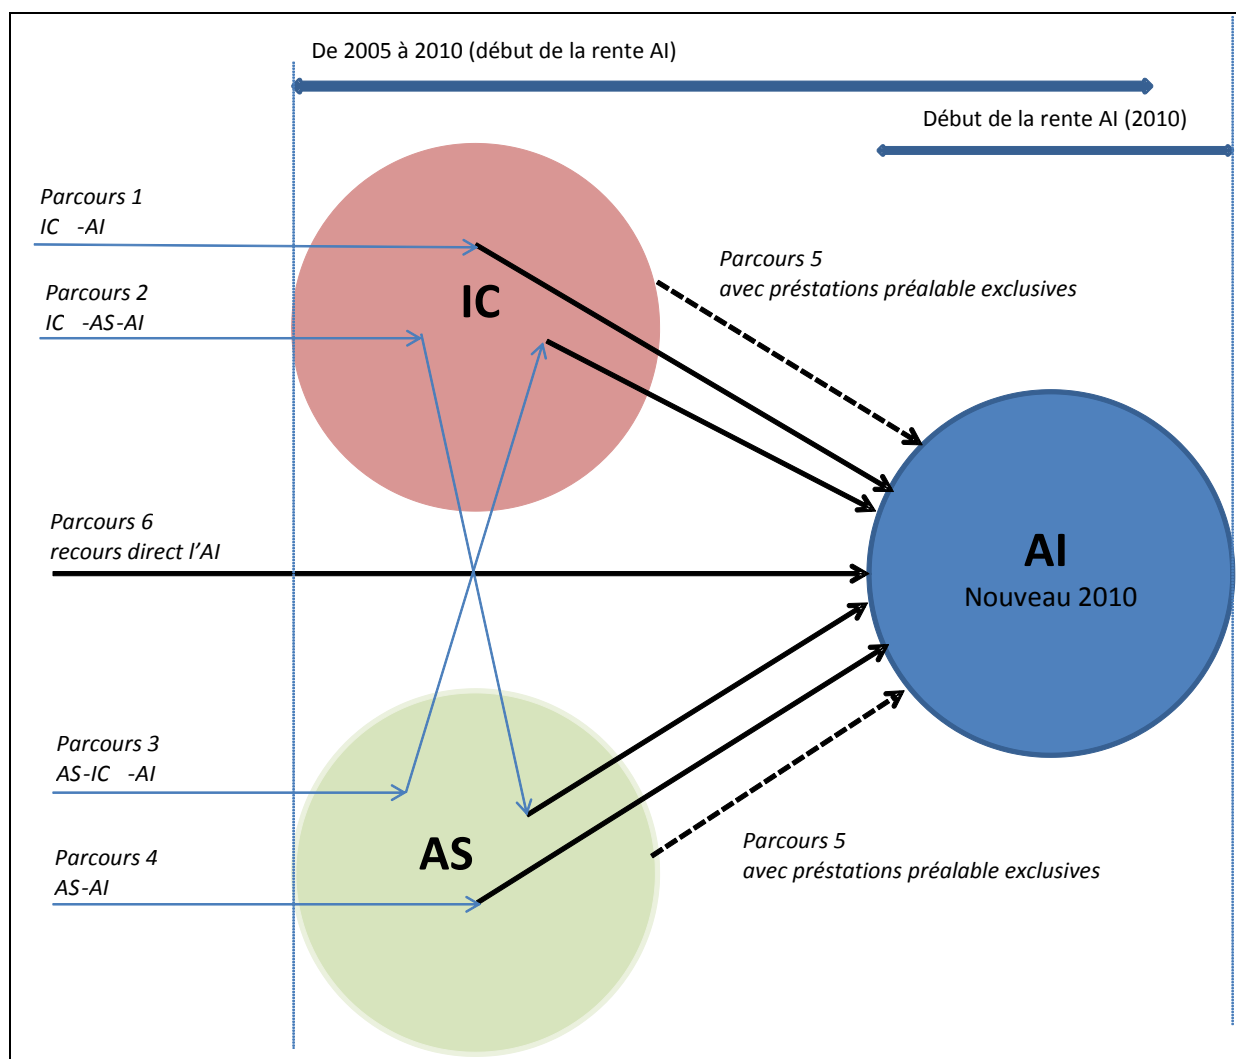 De 2005 à 2010 (début de la rente AI)
Début de la rente AI (2010)
Parcours 1
IC -AI
Parcours 2
IC -AS-AI
IC
Parcours 5
avec préstations préalable exclusives
Parcours 6
recours direct l’AI
AI
Nouveau 2010
Parcours 3
AS-IC -AI
Parcours 4
AS-AI
AS
Parcours 5
avec préstations préalable exclusives